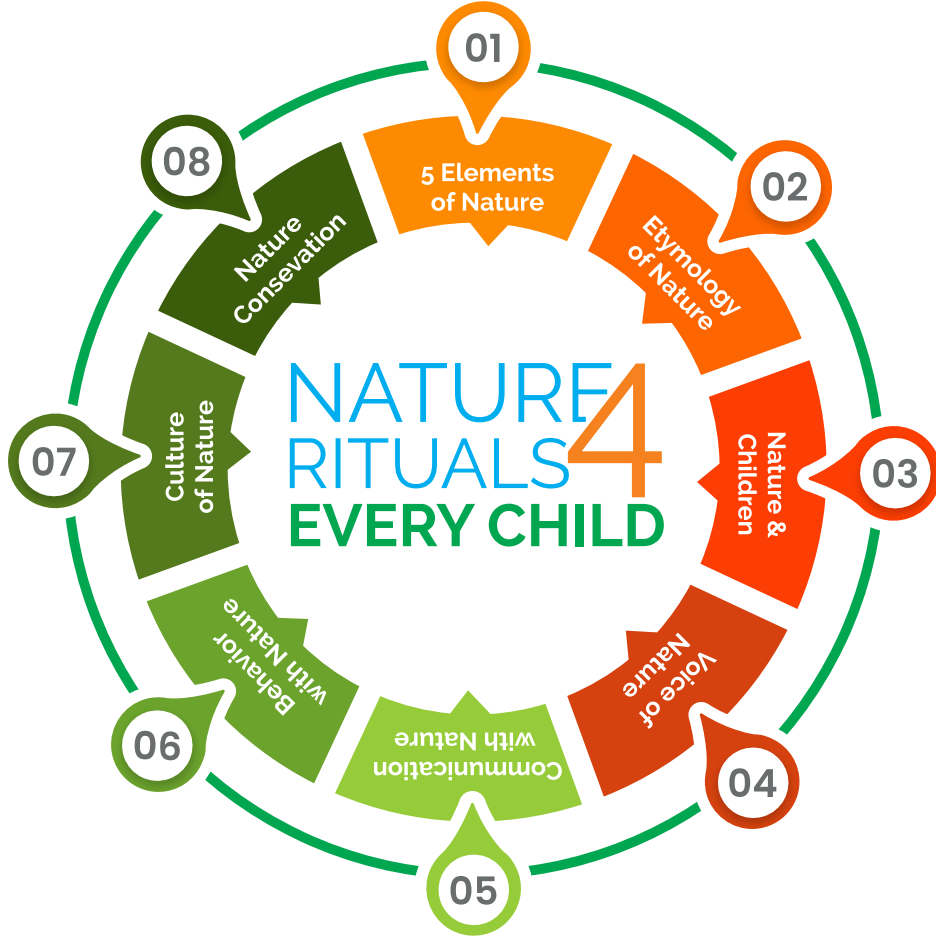 01
5 Elements
of Nature
02
Etymology
of Nature
03
Nature &
Children
04
Voice of
Nature
05
Communication
with Nature
06
Behavior
with Nature
07
Culture
of Nature
08
Nature
Consevation
NATURE 4
RITUALS
EVERY CHILD